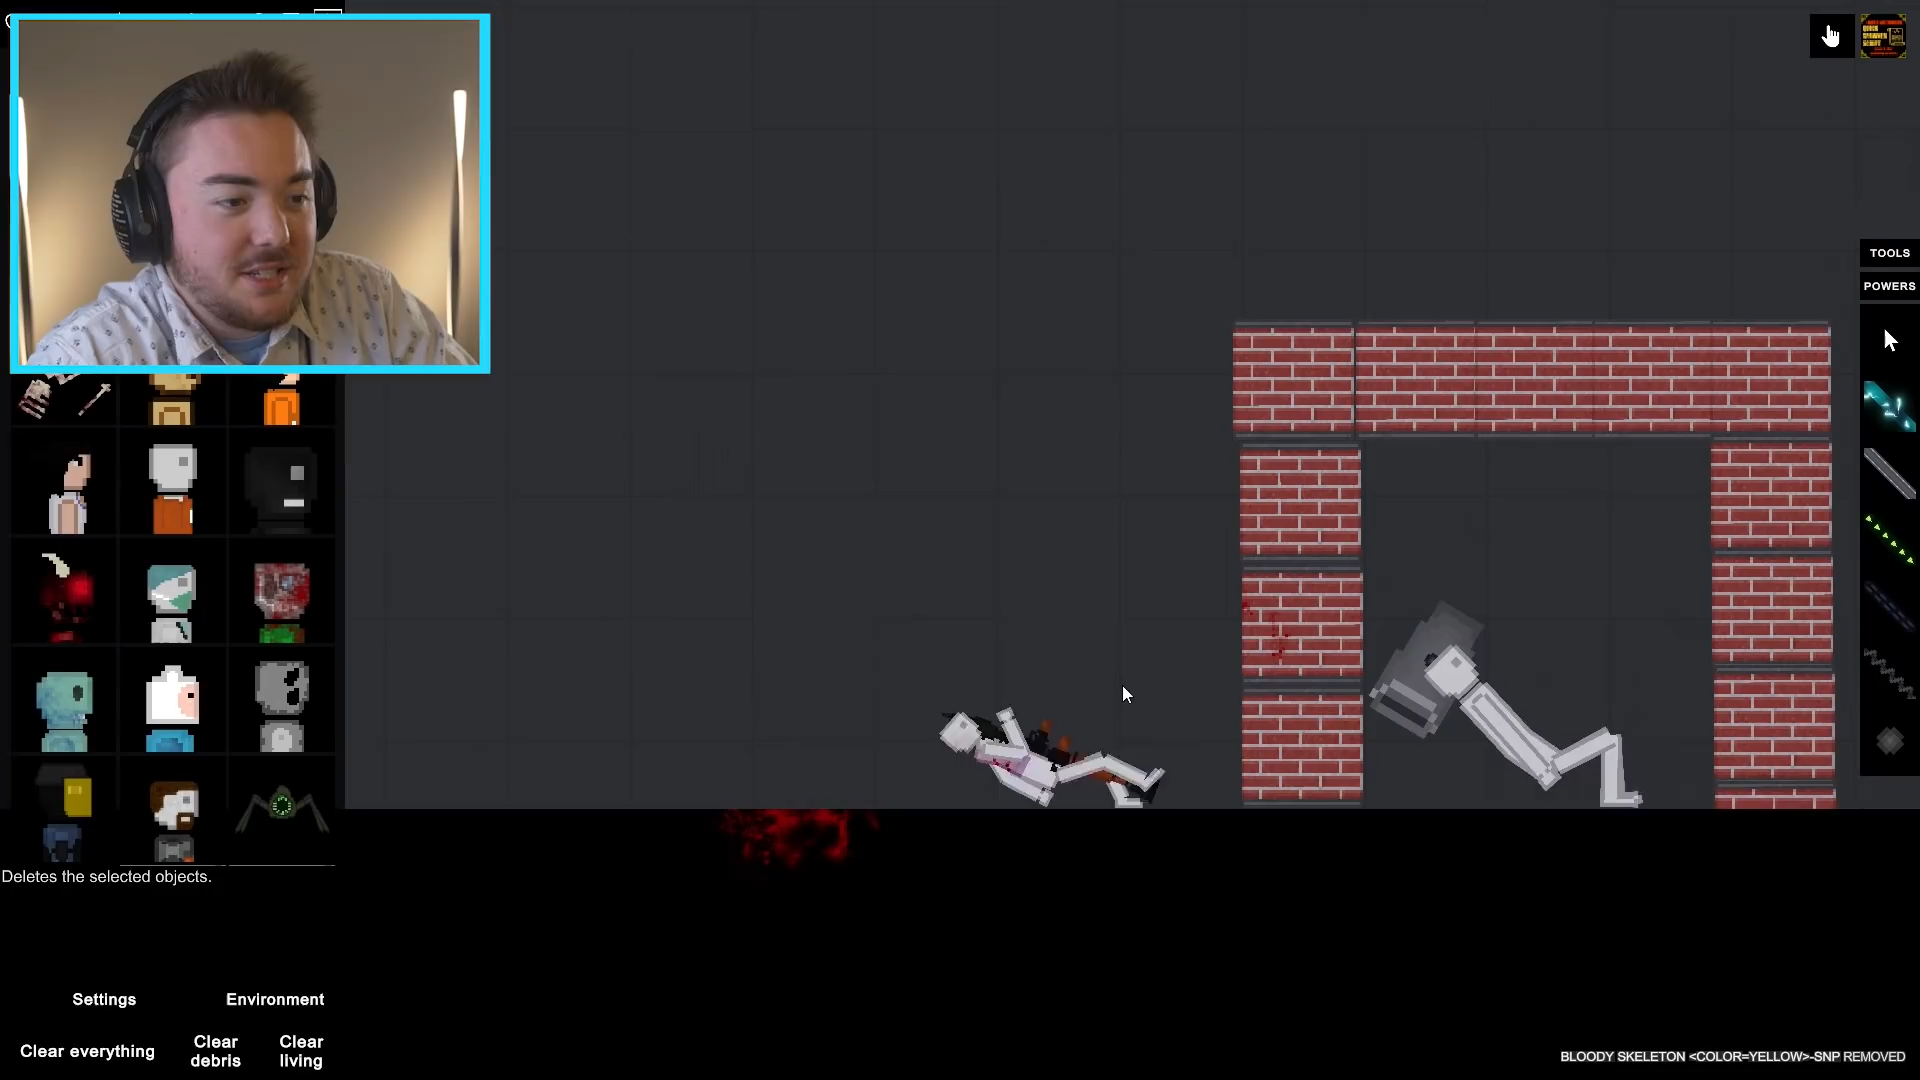 TOOLS
POWERS
Deletes the selected objects.
Settings
Environment
Clear everything
Clear debris
Clear living
BLOODY SKELETON <COLOR=YELLOW>-SNP REMOVED